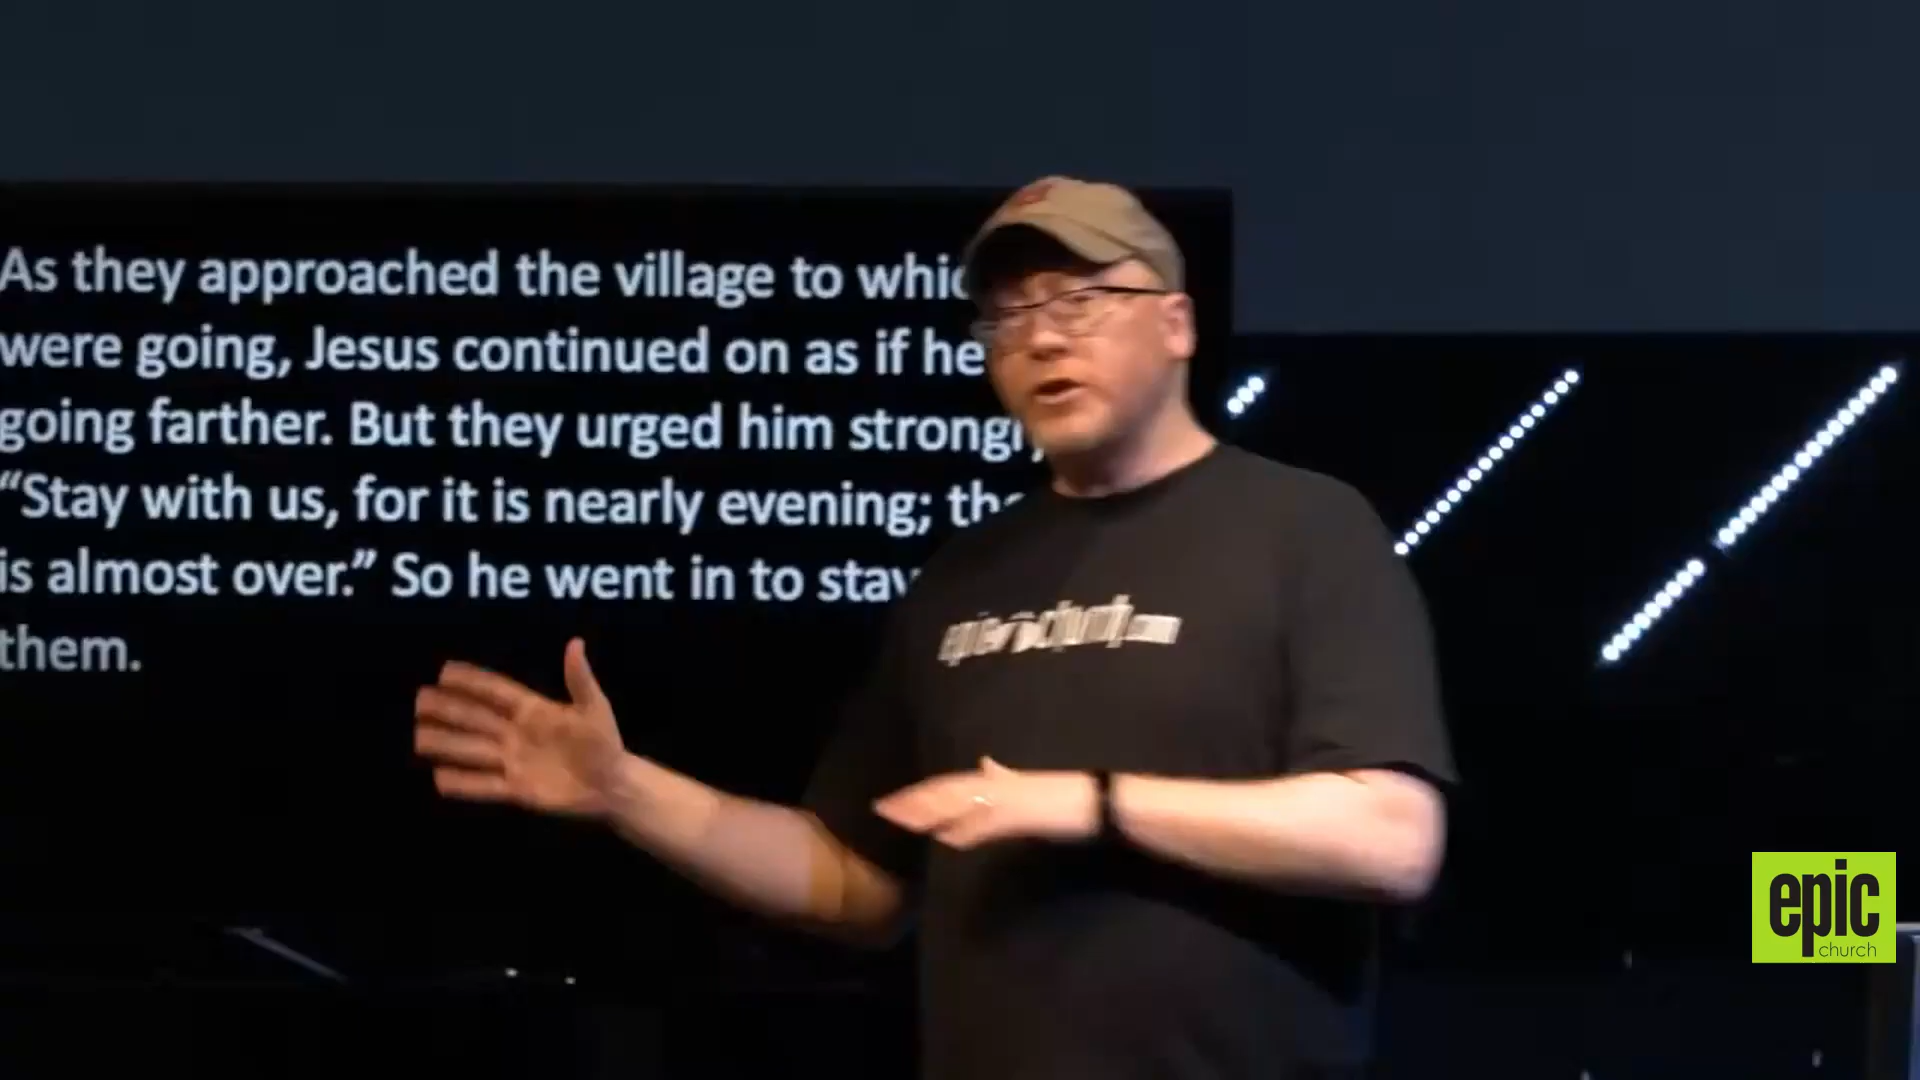 As they approached the village to whic
were going, Jesus continued on as if he
going farther. But they urged him strongl
“Stay with us, for it is nearly evening; the
is almost over.” So he went in to stay
them.
epic
church